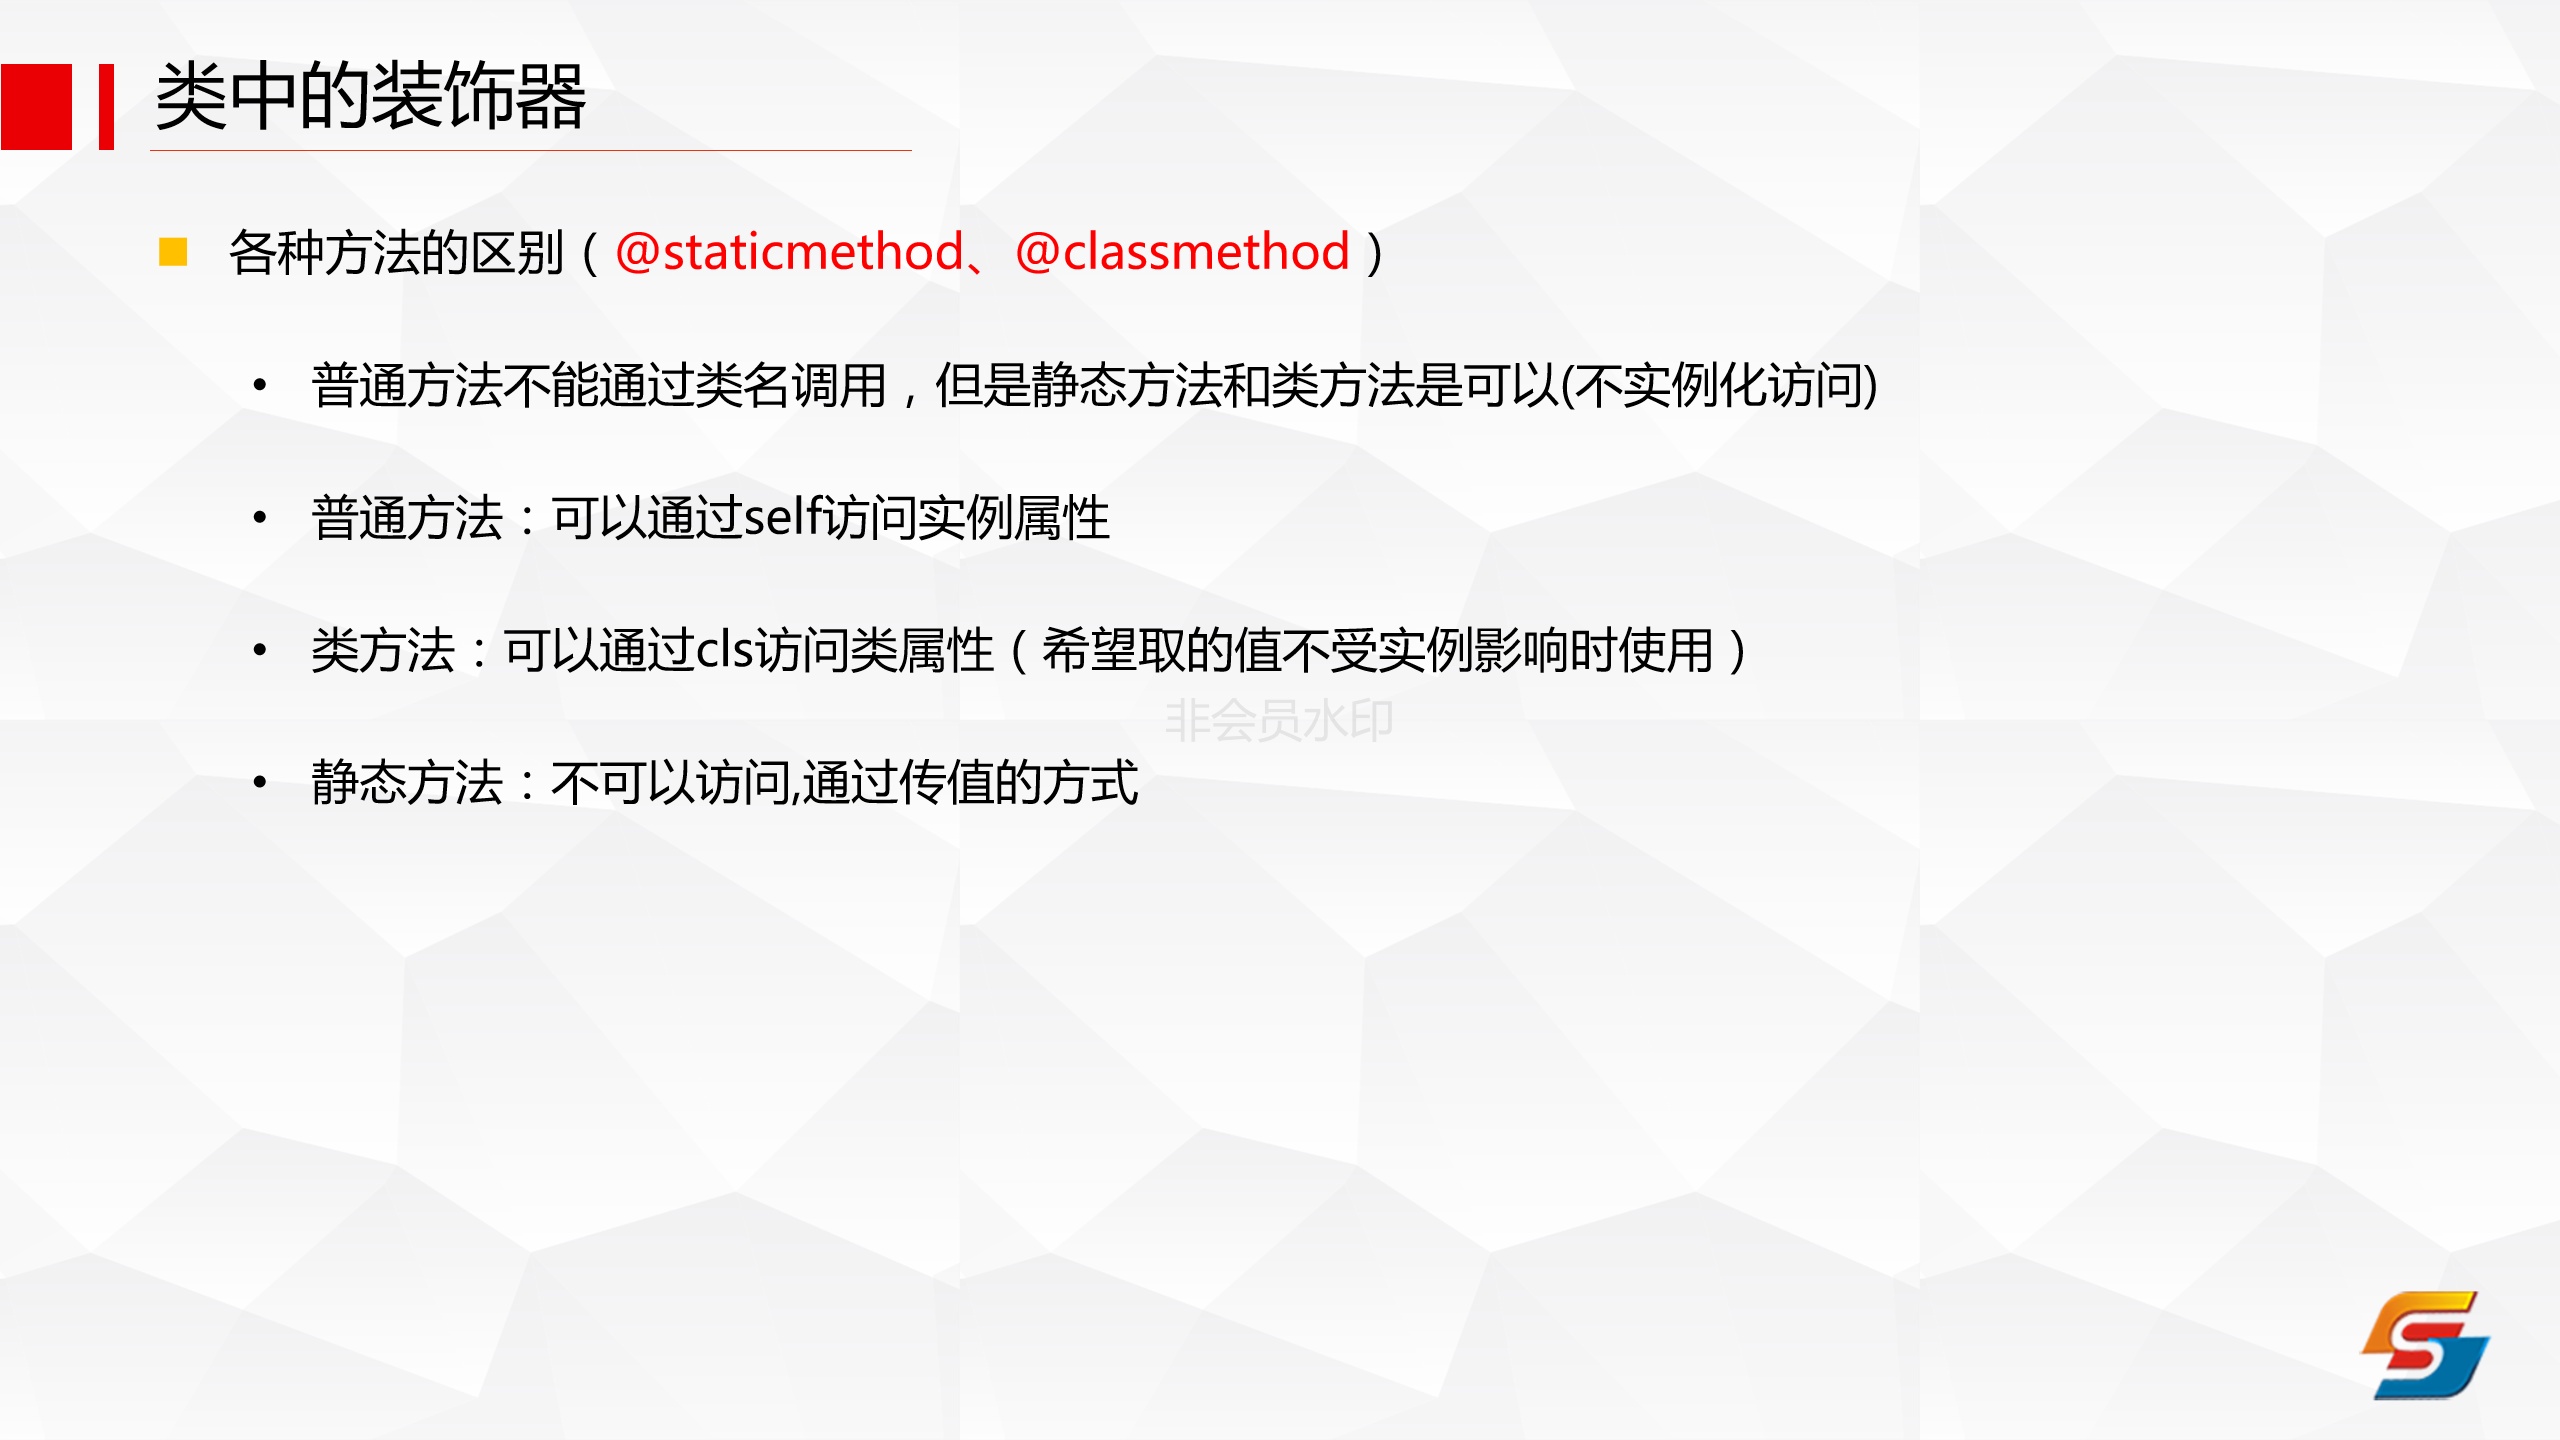 类中的装饰器
各种方法的区别（@staticmethod、@classmethod）
• 普通方法不能通过类名调用，但是静态方法和类方法是可以(不实例化访问)
• 普通方法：可以通过self访问实例属性
• 类方法：可以通过cls访问类属性（希望取的值不受实例影响时使用）
非会员水印
• 静态方法：不可以访问,通过传值的方式